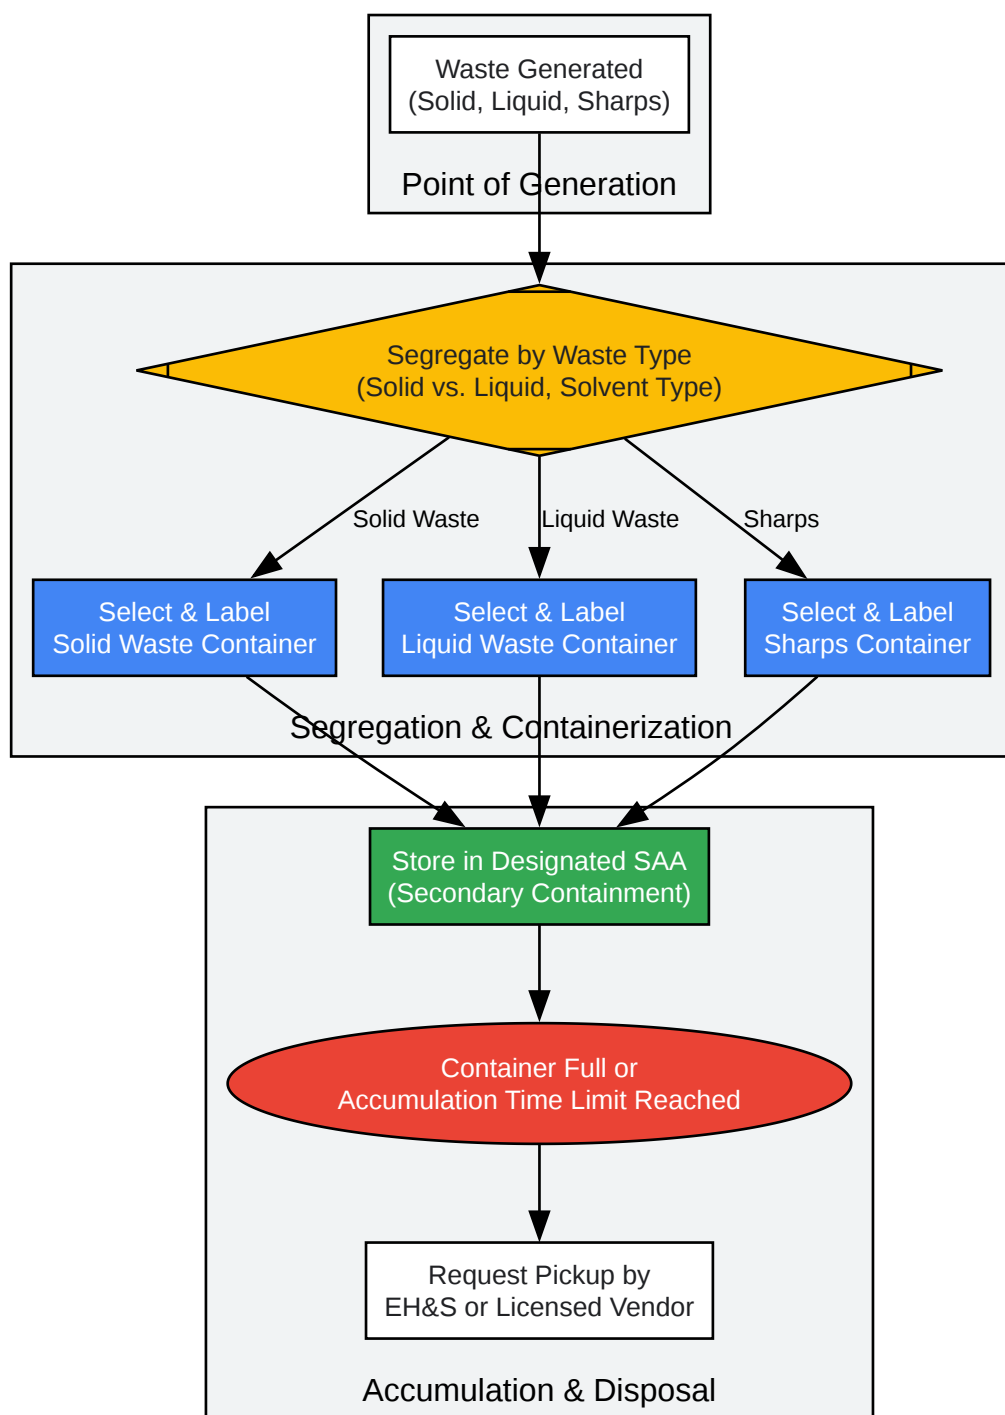 Waste Generated
(Solid, Liquid, Sharps)
Point of Generation
Segregate by Waste Type
(Solid vs. Liquid, Solvent Type)
Solid Waste
Liquid Waste
Sharps
Select & Label
Solid Waste Container
Select & Label
Liquid Waste Container
Select & Label
Sharps Container
Segregation & Containerization
Store in Designated SAA
(Secondary Containment)
Container Full or
Accumulation Time Limit Reached
Request Pickup by
EH&S or Licensed Vendor
Accumulation & Disposal